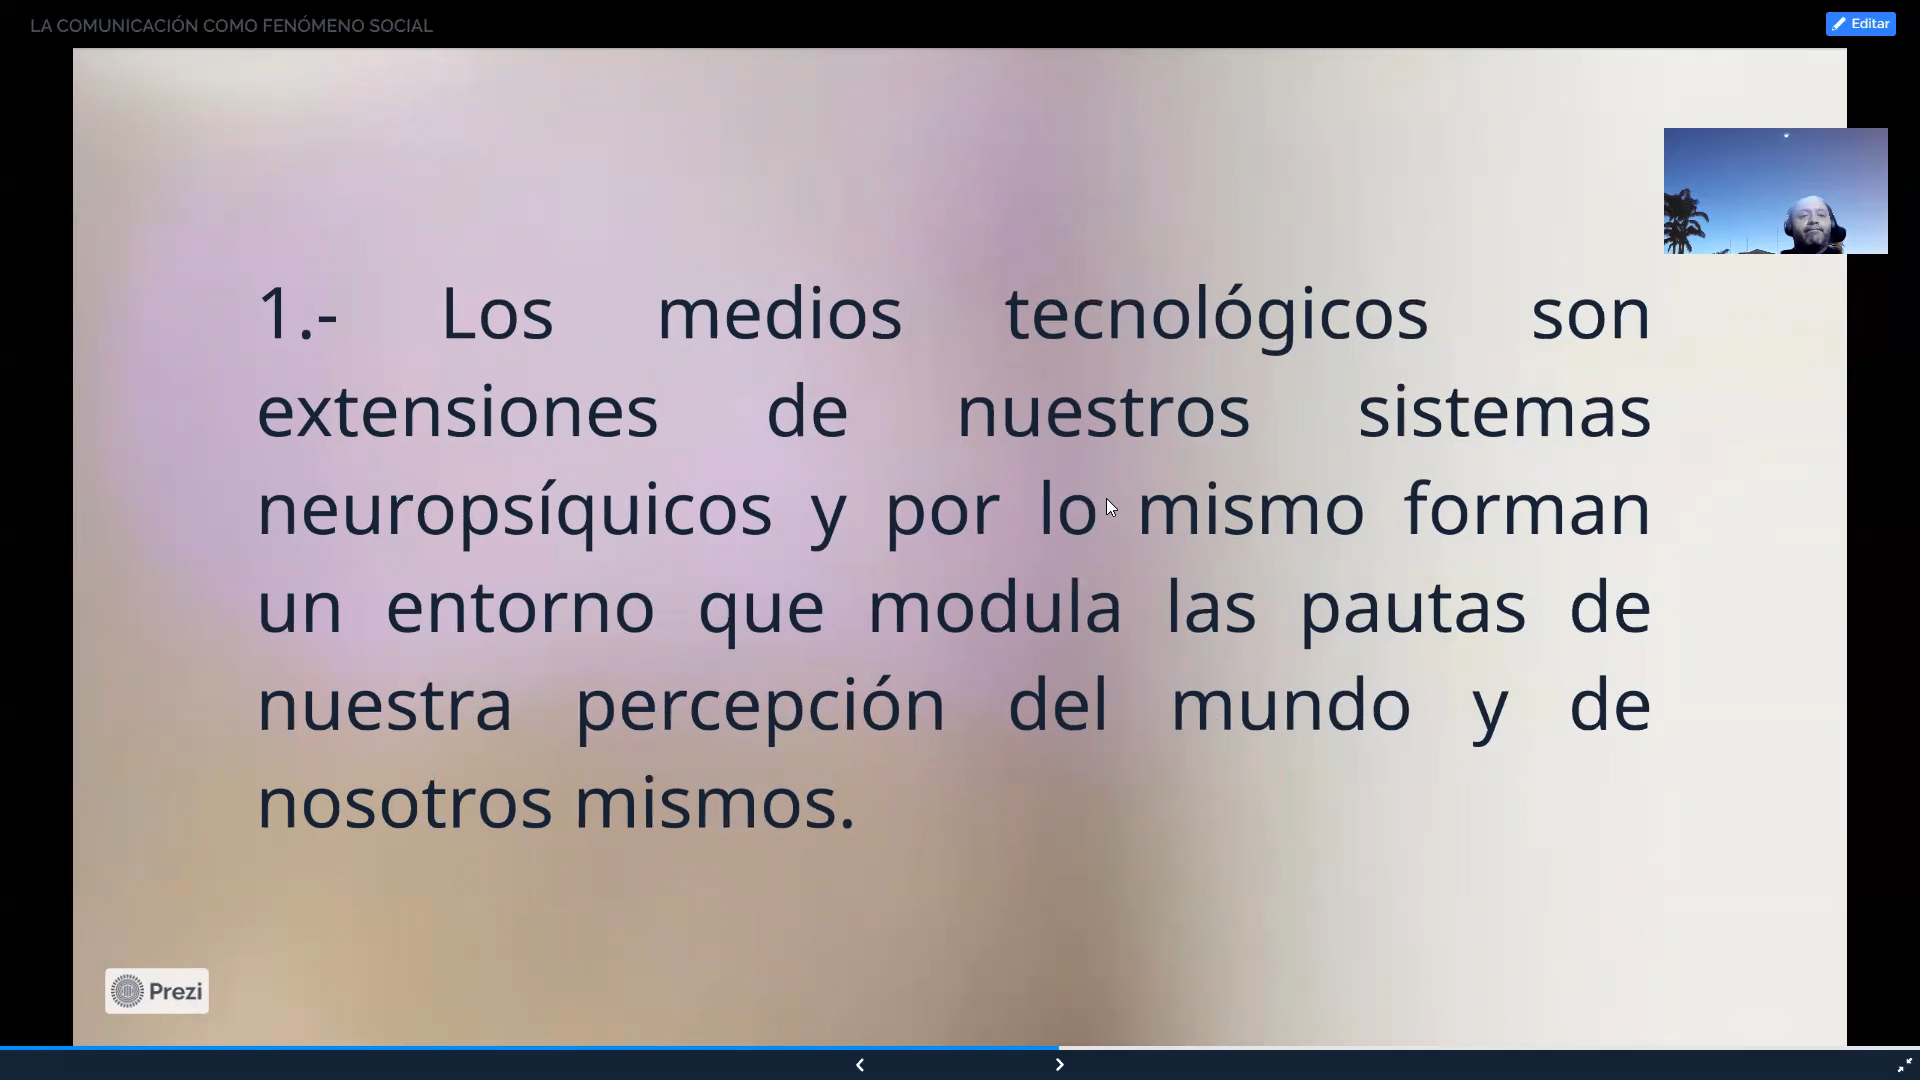 LA COMUNICACIÓN COMO FENÓMENO SOCIAL
Editar
1.- Los medios tecnológicos son
extensiones de nuestros sistemas
neuropsíquicos y por lo mismo forman
un entorno que modula las pautas de
nuestra percepción del mundo y de
nosotros mismos.
Prezi